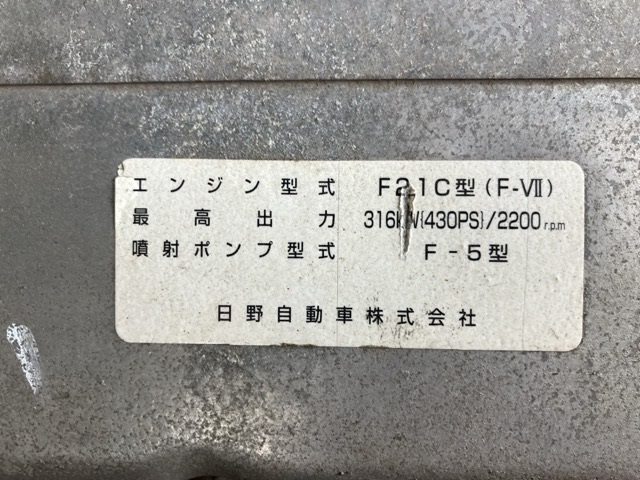 エンジン型式 F21C型(F-Ⅶ)
最高出力 316kW{430PS}/2200r.p.m
噴射ポンプ型式 F-5型
日野自動車株式会社